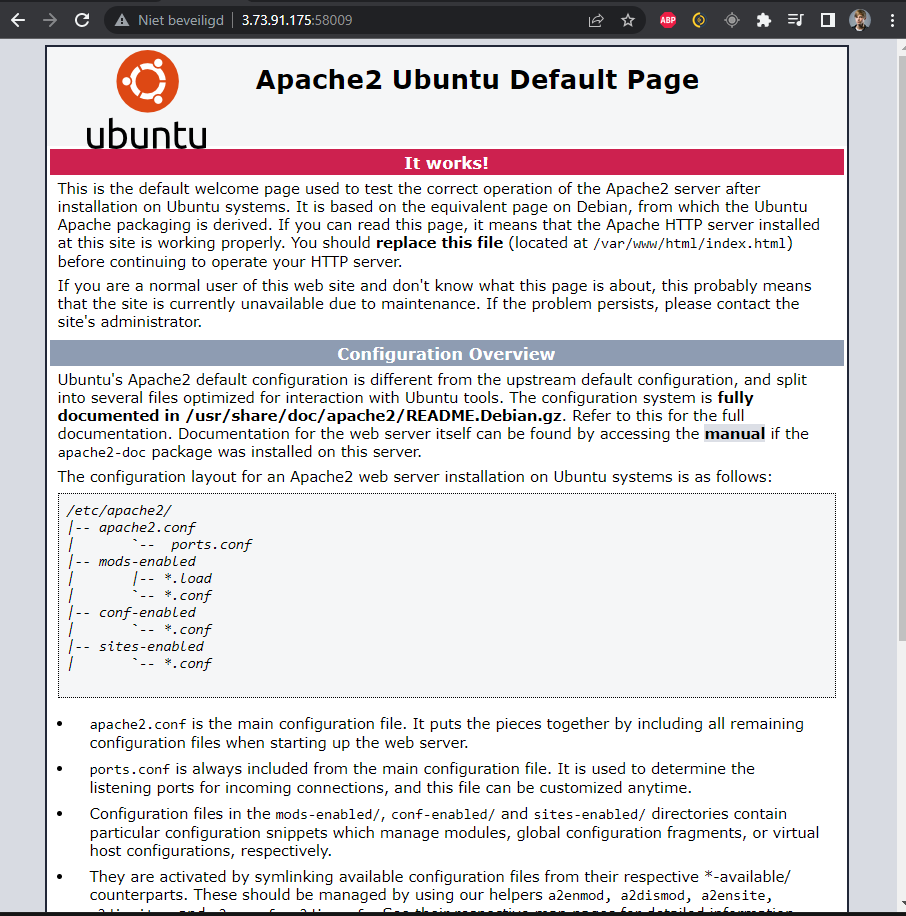 Niet beveiligd
3.73.91.175:58009
ABP
ubuntu
Apache2 Ubuntu Default Page
It works!
This is the default welcome page used to test the correct operation of the Apache2 server after
installation on Ubuntu systems. It is based on the equivalent page on Debian, from which the Ubuntu
Apache packaging is derived. If you can read this page, it means that the Apache HTTP server installed
at this site is working properly. You should replace this file (located at /var/www/html/index.html)
before continuing to operate your HTTP server.
If you are a normal user of this web site and don't know what this page is about, this probably means
that the site is currently unavailable due to maintenance. If the problem persists, please contact the
site's administrator.
Configuration Overview
Ubuntu's Apache2 default configuration is different from the upstream default configuration, and split
into several files optimized for interaction with Ubuntu tools. The configuration system is fully
documented in /usr/share/doc/apache2/README.Debian.gz. Refer to this for the full
documentation. Documentation for the web server itself can be found by accessing the manual if the
apache2-doc package was installed on this server.
The configuration layout for an Apache2 web server installation on Ubuntu systems is as follows:
/etc/apache2/
|-- apache2.conf
|       `--  ports.conf
|-- mods-enabled
|       |-- *.load
|       `-- *.conf
|-- conf-enabled
|       `-- *.conf
|-- sites-enabled
|       `-- *.conf
• apache2.conf is the main configuration file. It puts the pieces together by including all remaining
configuration files when starting up the web server.
• ports.conf is always included from the main configuration file. It is used to determine the
listening ports for incoming connections, and this file can be customized anytime.
• Configuration files in the mods-enabled/, conf-enabled/ and sites-enabled/ directories contain
particular configuration snippets which manage modules, global configuration fragments, or virtual
host configurations, respectively.
• They are activated by symlinking available configuration files from their respective *-available/
counterparts. These should be managed by using our helpers a2enmod, a2dismod, a2ensite,